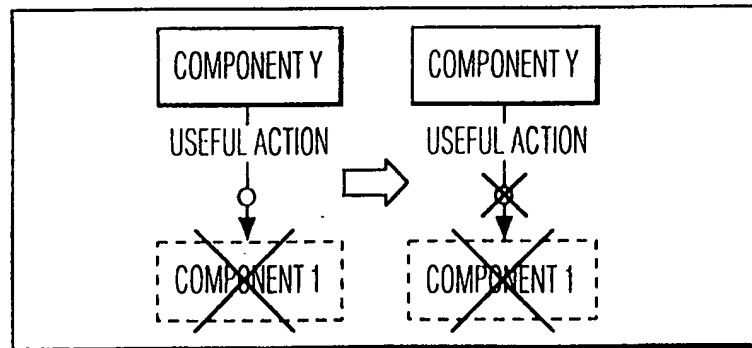 COMPONENT Y
USEFUL ACTION
COMPONENT 1
COMPONENT Y
USEFUL ACTION
COMPONENT 1